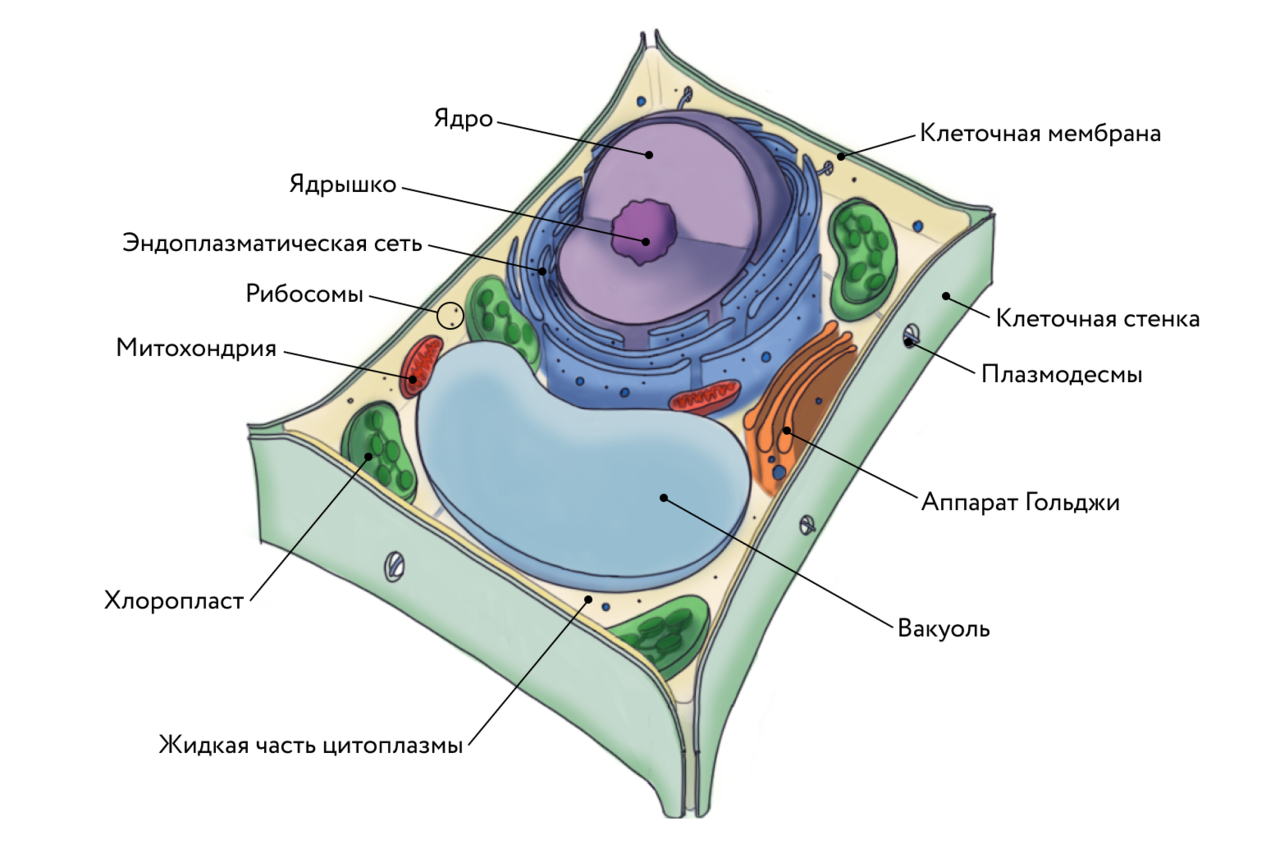 Ядро
Клеточная мембрана
Ядрышко
Эндоплазматическая сеть
Рибосомы
Клеточная стенка
Митохондрия
Плазмодесмы
Аппарат Гольджи
Хлоропласт
Вакуоль
Жидкая часть цитоплазмы